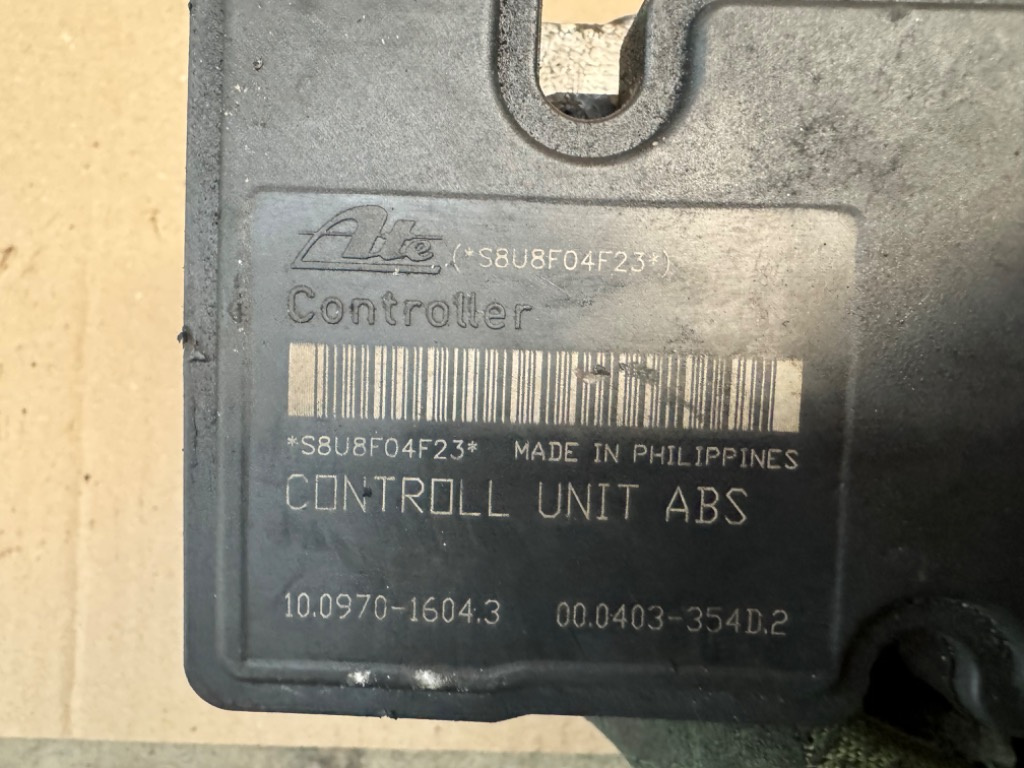 Ate (*S8U8F04F23*)
Controller
*S8U8F04F23* MADE IN PHILIPPINES
CONTROLL UNIT ABS
10.0970-1604.3 00.0403-354D.2